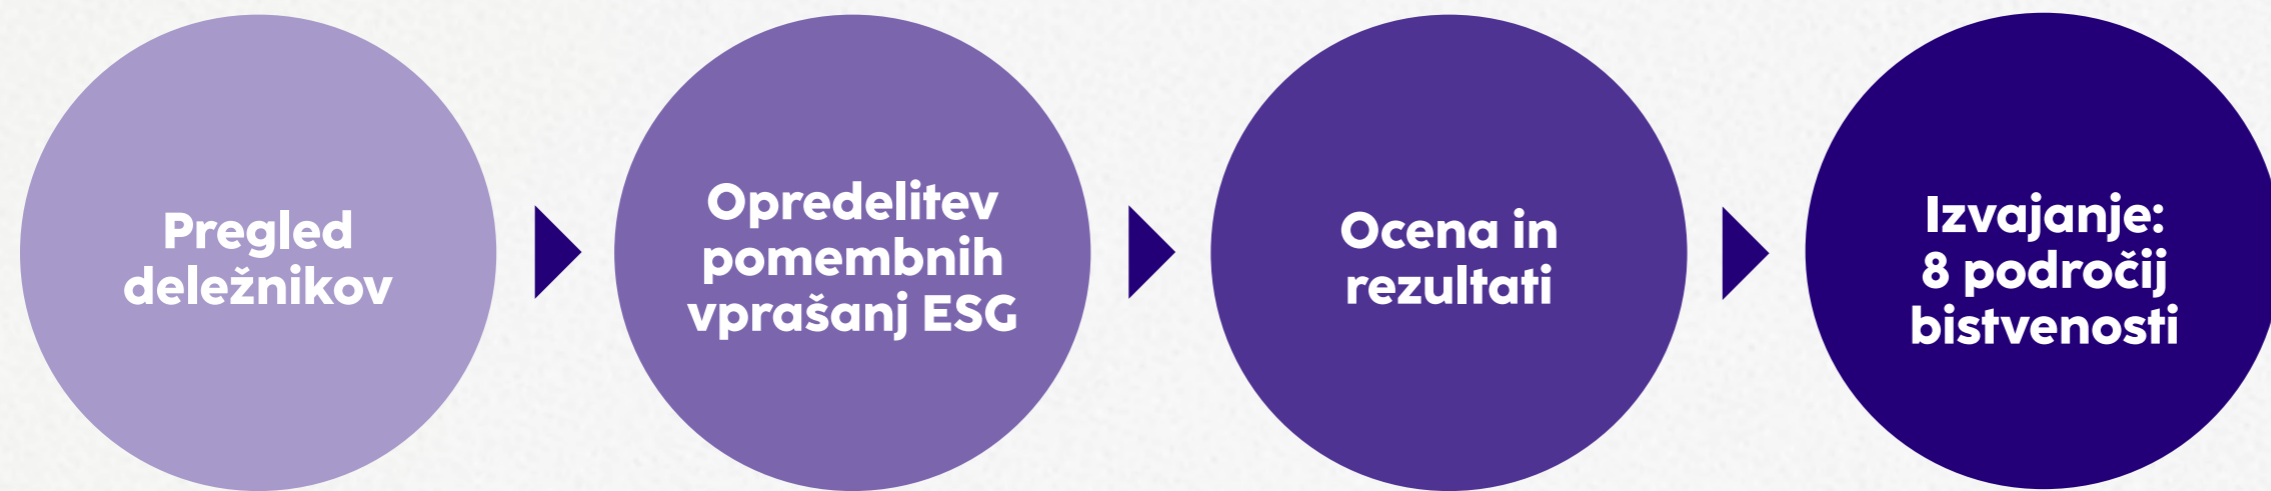 Pregled
deležnikov
Opredelitev
pomembnih
vprašanj ESG
Ocena in
rezultati
Izvajanje:
8 področij
bistvenosti